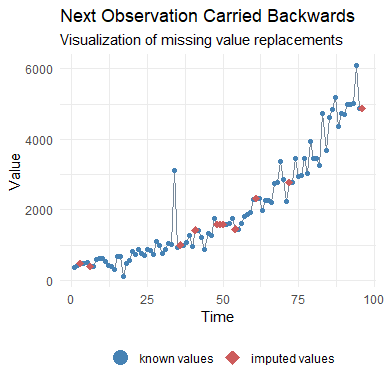 Next Observation Carried Backwards
Visualization of missing value replacements
6000
4000
2000
0
Value
0 25 50 75 100
Time
known values imputed values